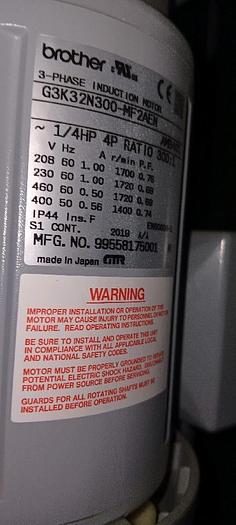 brother
3-PHASE INDUCTION MOTOR CE
G3K32N300-MF2AEN
~ 1/4HP 4P RATIO 300:1
V Hz A r/min P.F.
208 60 1.00 1700 0.76
230 60 1.00 1720 0.69
460 60 0.50 1720 0.69
400 50 0.56 1400 0.74
IP44 Ins.F
S1 CONT. 2019
MFG. NO. 99558175001
made in Japan GTR
WARNING
IMPROPER INSTALLATION OR OPERATION OF THIS
MOTOR MAY CAUSE INJURY TO PERSONNEL OR MOTOR
FAILURE. READ OPERATING INSTRUCTIONS.
BE SURE TO INSTALL AND OPERATE THIS UNIT
IN COMPLIANCE WITH ALL APPLICABLE LOCAL
AND NATIONAL SAFETY CODES.
MOTOR MUST BE PROPERLY GROUNDED TO REDUCE
POTENTIAL ELECTRIC SHOCK HAZARD. DISCONNECT
FROM POWER SOURCE BEFORE SERVICING.
GUARDS FOR ALL ROTATING SHAFTS MUST BE
INSTALLED BEFORE OPERATION.